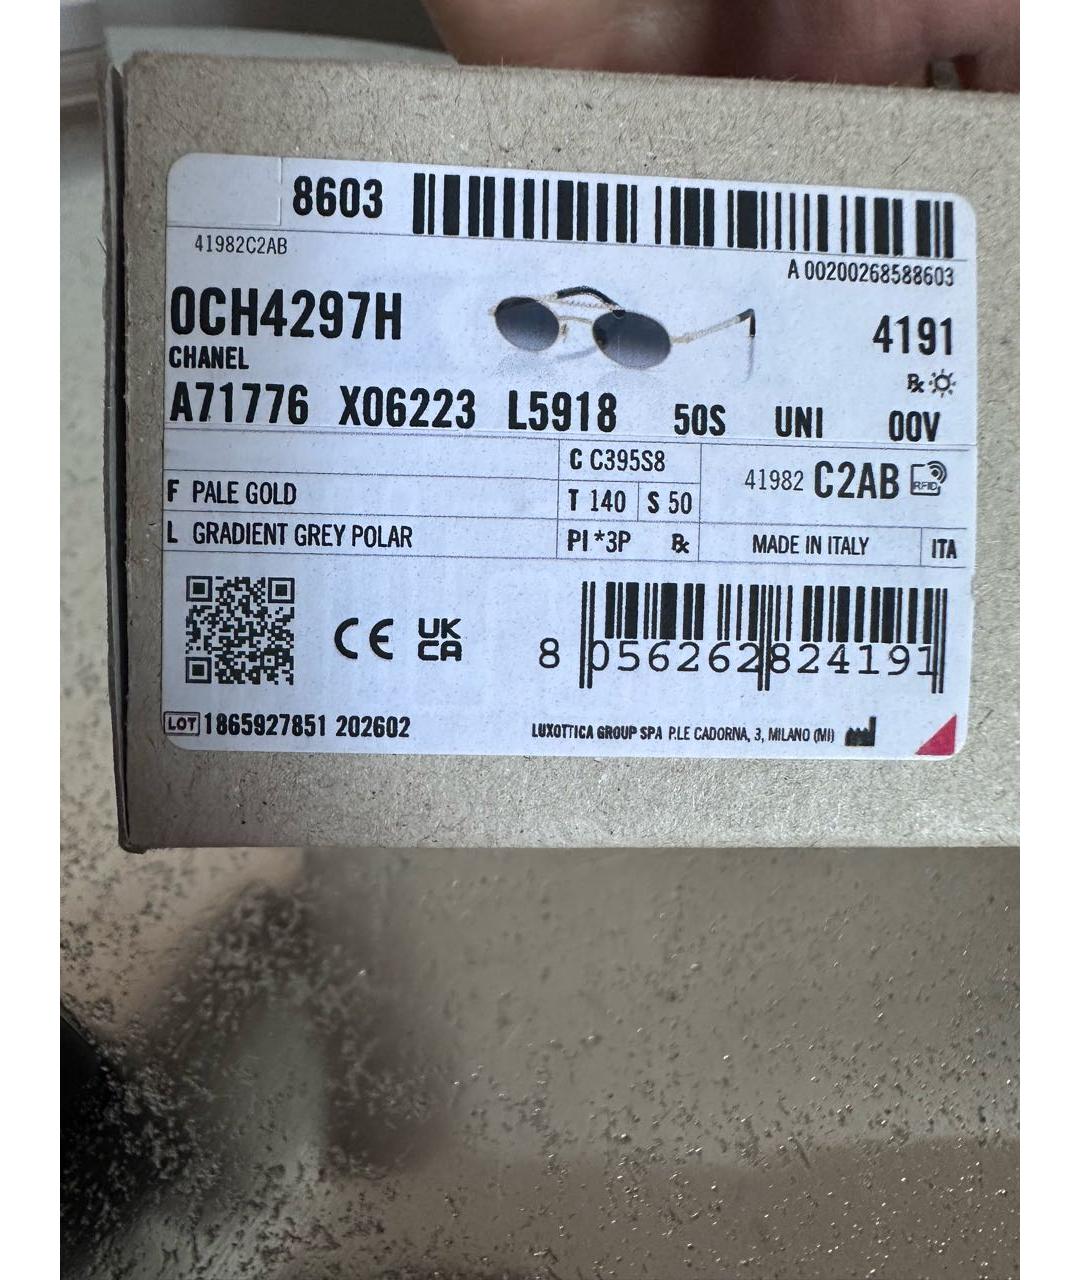 8603
41982C2AB
A 00200268588603
0CH4297H
4191
CHANEL
Rx
A71776 X06223 L5918 50S UNI 00V
C C395S8
41982 C2AB RFID
F PALE GOLD
T 140 S 50
L GRADIENT GREY POLAR
PI *3P Rx
MADE IN ITALY ITA
CE UK CA
8 056262 824191
LOT 1865927851 202602
LUXOTTICA GROUP SPA P.LE CADORNA, 3, MILANO (MI)